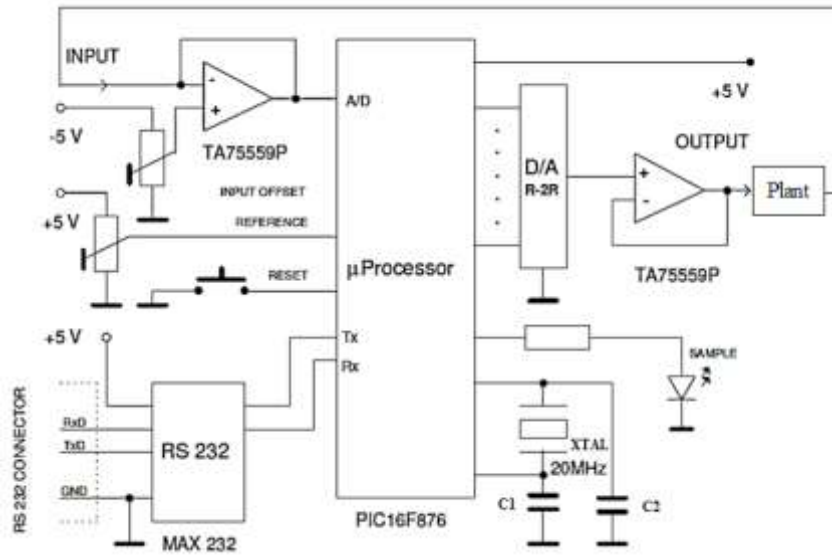 INPUT
-5 V
+5 V
TA75559P
INPUT OFFSET
REFERENCE
RESET
-
+
A/D
µProcessor
Tx
Rx
PIC16F876
+5 V
D/A
R-2R
OUTPUT
+
-
TA75559P
Plant
SAMPLE
XTAL
20MHz
C1
C2
+5 V
RS 232 CONNECTOR
RxD
TxD
GND
RS 232
MAX 232